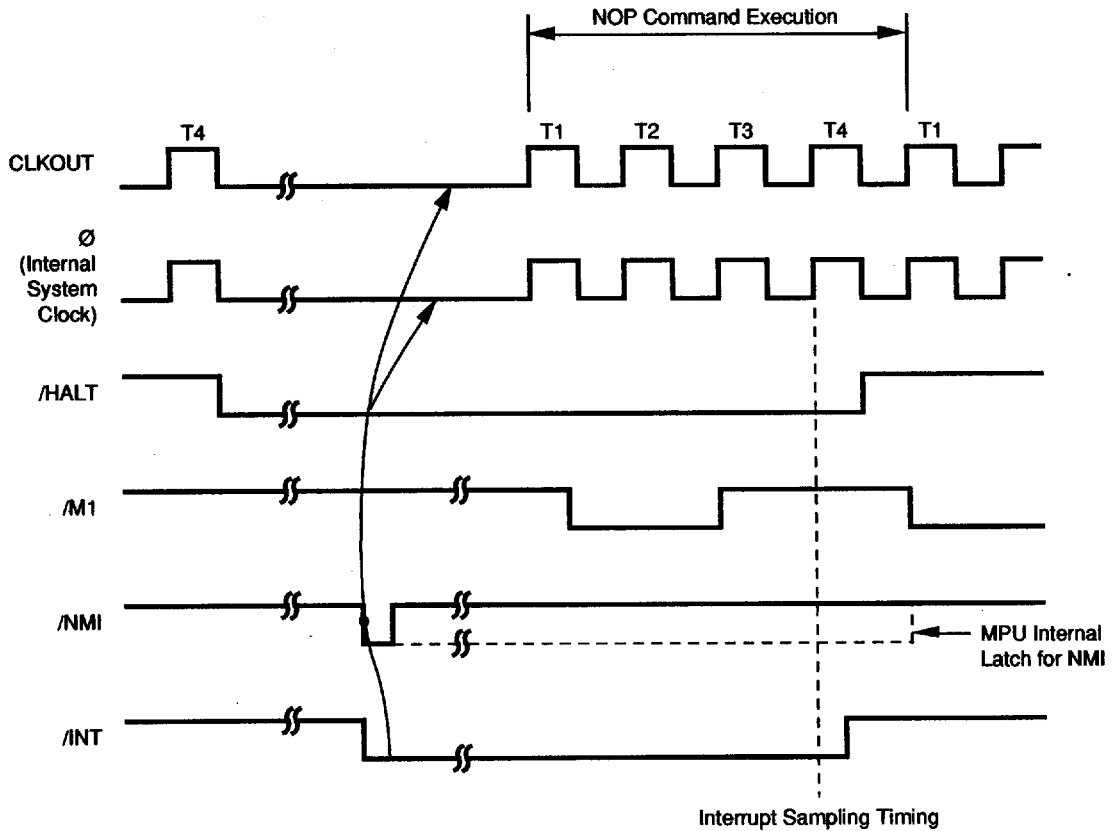 NOP Command Execution
T4 T1 T2 T3 T4 T1
CLKOUT
Ø
(Internal
System
Clock)
/HALT
/M1
/NMI
MPU Internal
Latch for NMI
/INT
Interrupt Sampling Timing